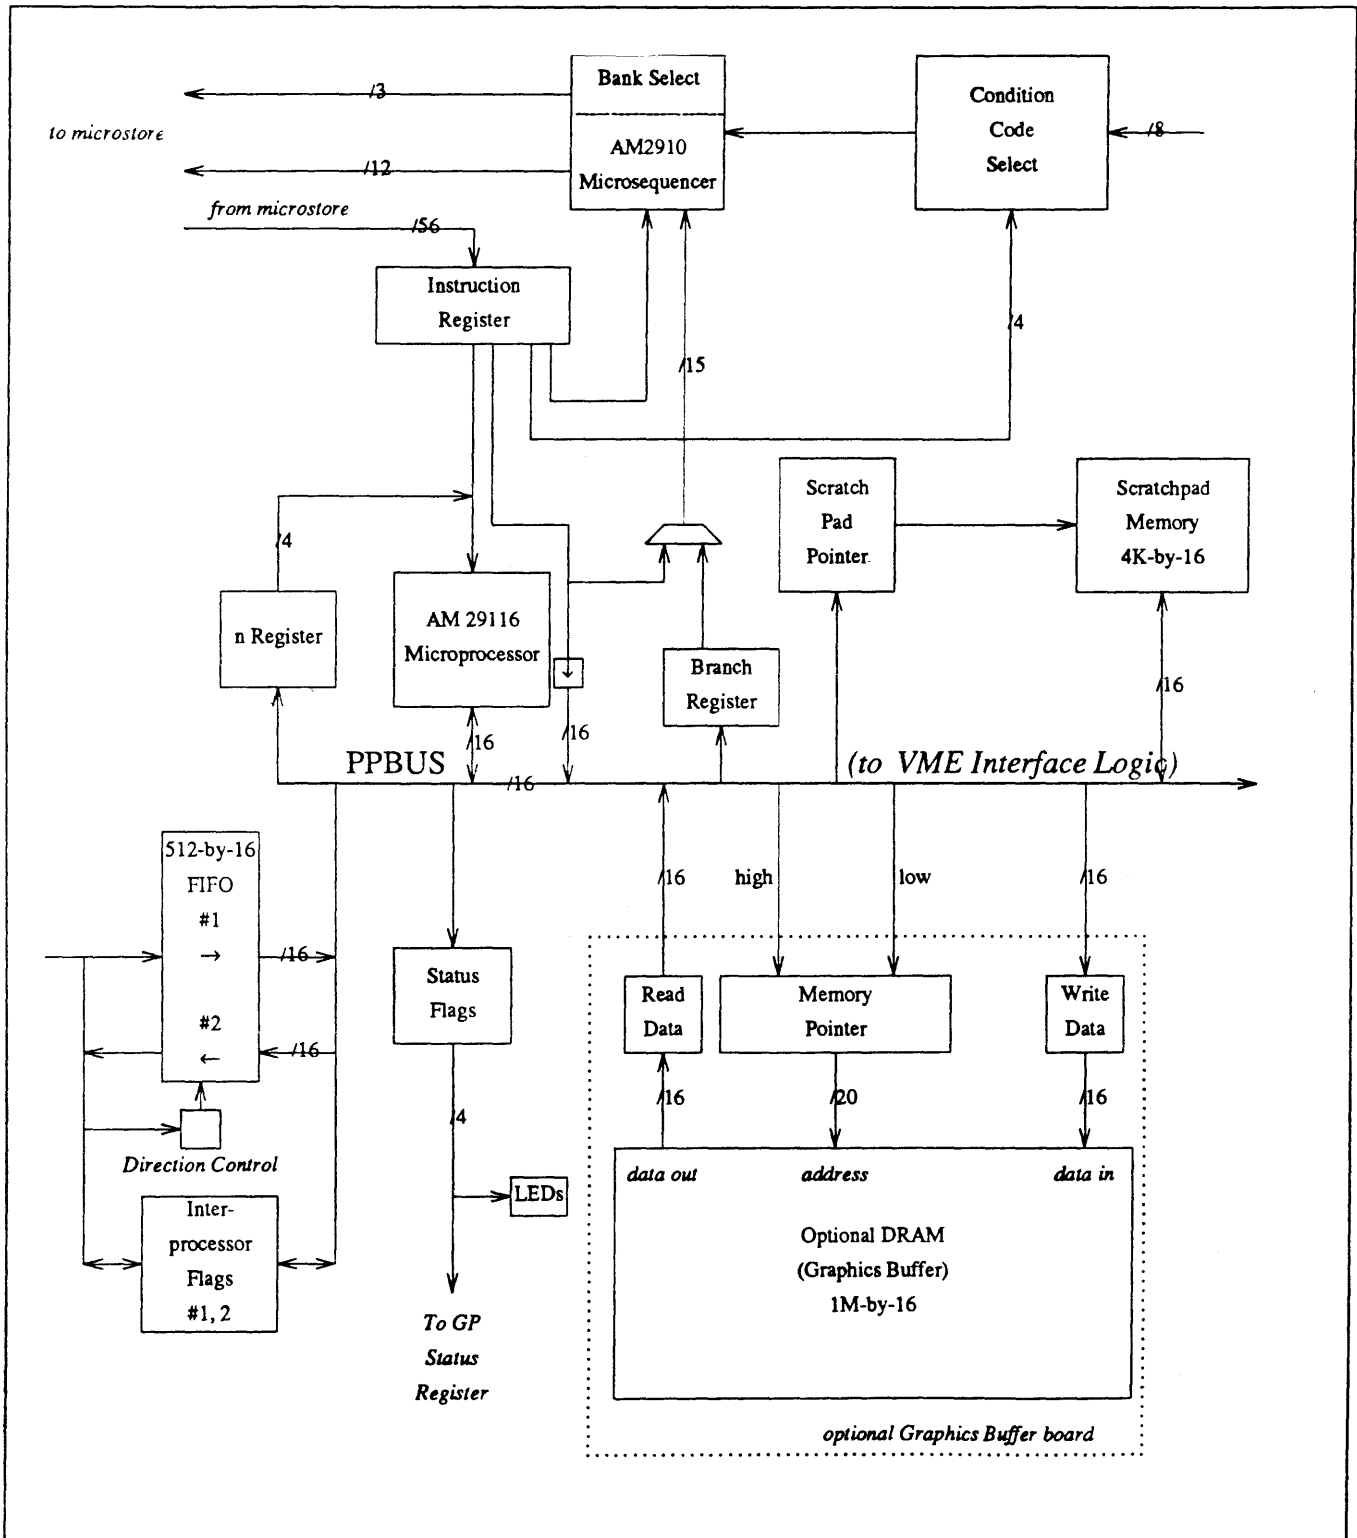 Bank Select
/3
to microstore
AM2910
Microsequencer
/12
Condition
Code
Select
/8
from microstore
/56
Instruction
Register
/4
/15
Scratch
Pad
Pointer
Scratchpad
Memory
4K-by-16
/4
n Register
AM 29116
Microprocessor
Branch
Register
/16
/16
/16
PPBUS
/16
(to VME Interface Logic)
512-by-16
FIFO
#1
→
#2
←
/16
/16
Direction Control
Inter-
processor
Flags
#1, 2
Status
Flags
/4
LEDs
To GP
Status
Register
/16
high
low
/16
Read
Data
Memory
Pointer
Write
Data
/16
/20
/16
data out
address
data in
Optional DRAM
(Graphics Buffer)
1M-by-16
optional Graphics Buffer board